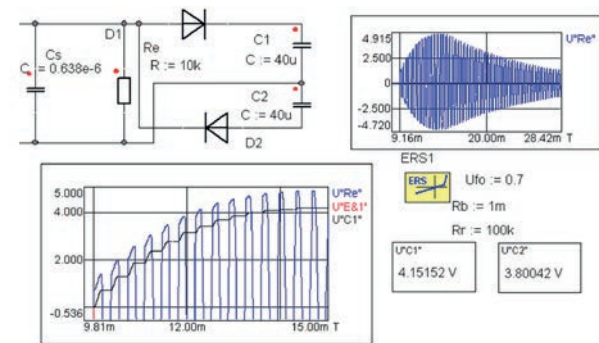 D1
Cs
C := 0.638e-6
Re
R := 10k
C1
C := 40u
C2
C := 40u
D2
4.915
2.500
0
-2.500
-4.720
9.16m 20.00m 28.42m T
U"Re"
ERS1
ERS
Ufo := 0.7
Rb := 1m
Rr := 100k
U"C1"
4.15152 V
U"C2"
3.80042 V
5.000
4.000
2.000
-0.536
9.81m 12.00m 15.00m T
U"Re"
U"E&1"
U"C1"